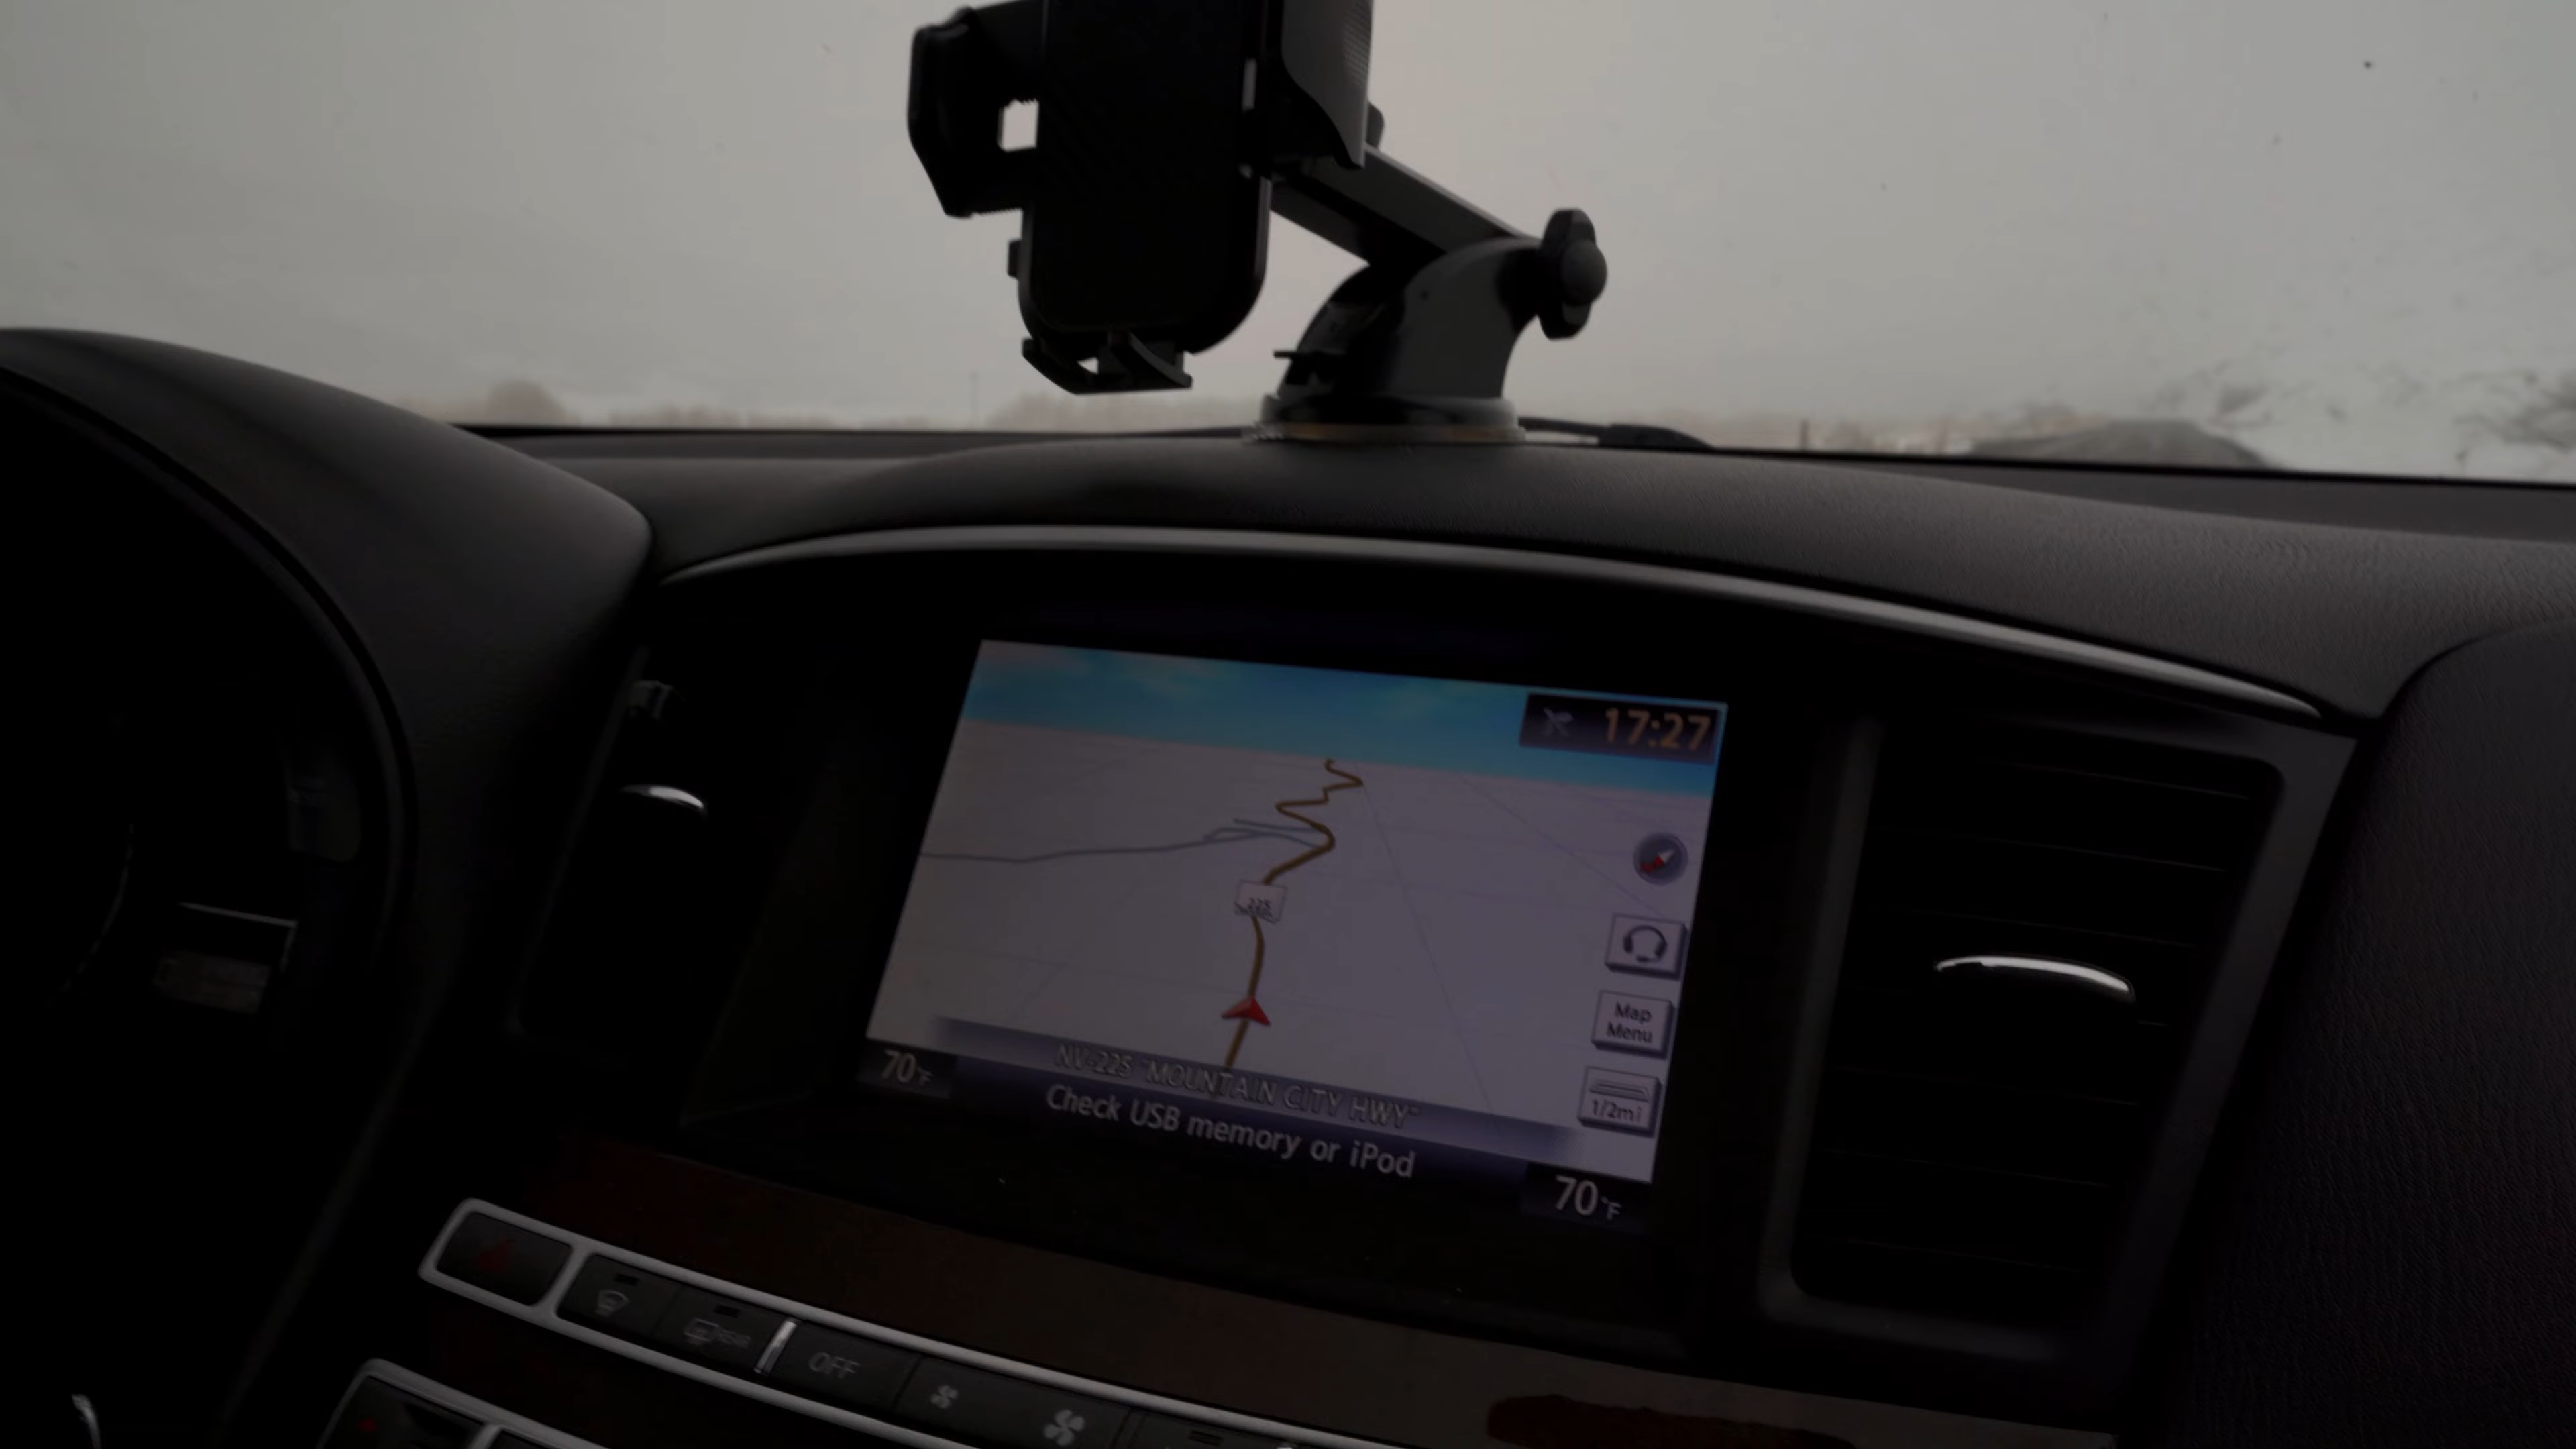 17:27
225
Map
Menu
1/2mi
NV-225 "MOUNTAIN CITY HWY"
70°F
Check USB memory or iPod
70°F
REAR
OFF